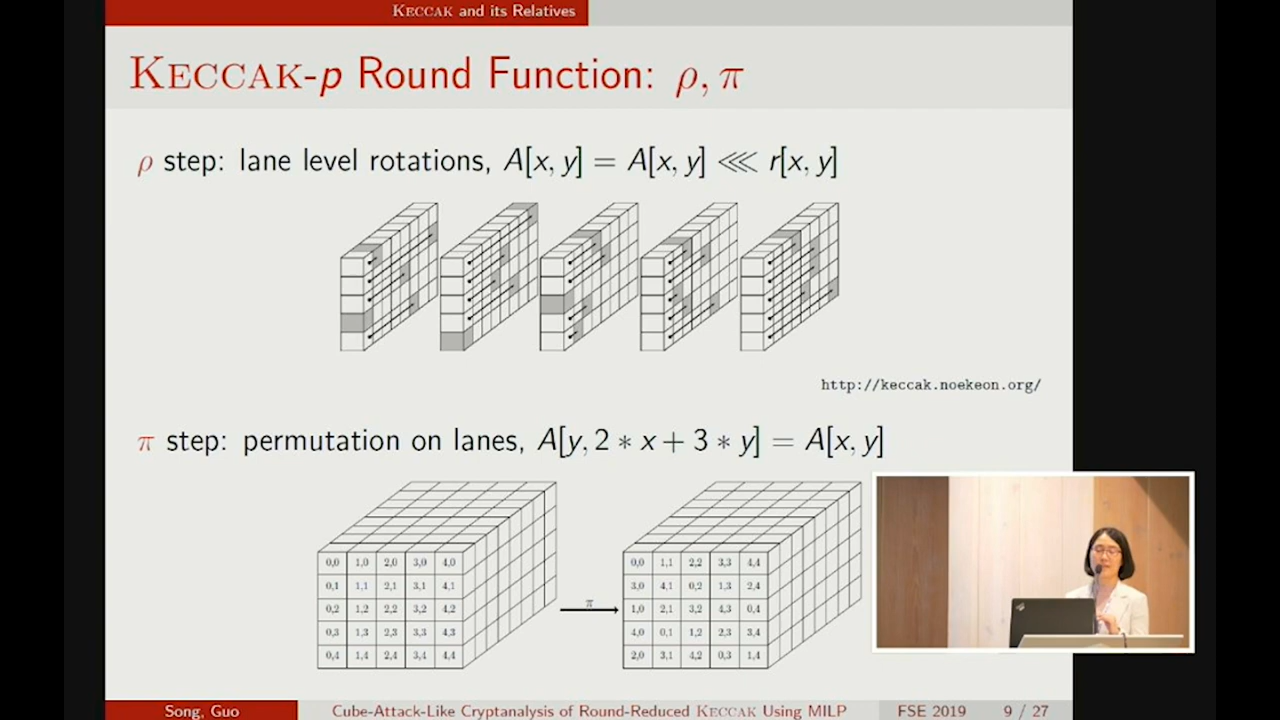 KECCAK and its Relatives
KECCAK-p Round Function: ρ, π
ρ step: lane level rotations, A[x, y] = A[x, y] ⋘ r[x, y]
http://keccak.noekeon.org/
π step: permutation on lanes, A[y, 2 * x + 3 * y] = A[x, y]
0,0 1,0 2,0 3,0 4,0
0,1 1,1 2,1 3,1 4,1
0,2 1,2 2,2 3,2 4,2
0,3 1,3 2,3 3,3 4,3
0,4 1,4 2,4 3,4 4,4
π
0,0 1,1 2,2 3,3 4,4
3,0 4,1 0,2 1,3 2,4
1,0 2,1 3,2 4,3 0,4
4,0 0,1 1,2 2,3 3,4
2,0 3,1 4,2 0,3 1,4
Song, Guo Cube-Attack-Like Cryptanalysis of Round-Reduced KECCAK Using MILP FSE 2019 9 / 27